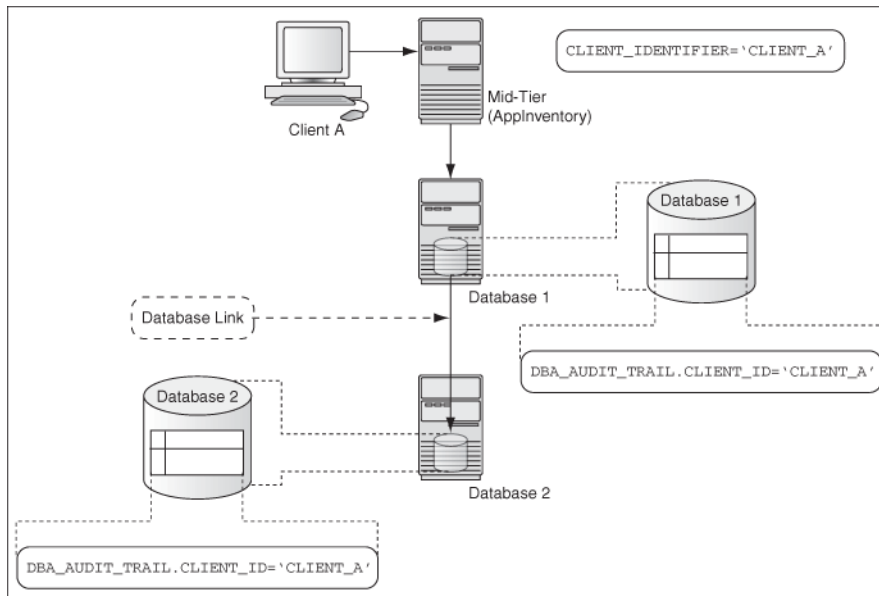 CLIENT_IDENTIFIER=‘CLIENT_A’
Mid-Tier
(AppInventory)
Client A
Database 1
Database 1
Database Link
DBA_AUDIT_TRAIL.CLIENT_ID=‘CLIENT_A’
Database 2
Database 2
DBA_AUDIT_TRAIL.CLIENT_ID=‘CLIENT_A’